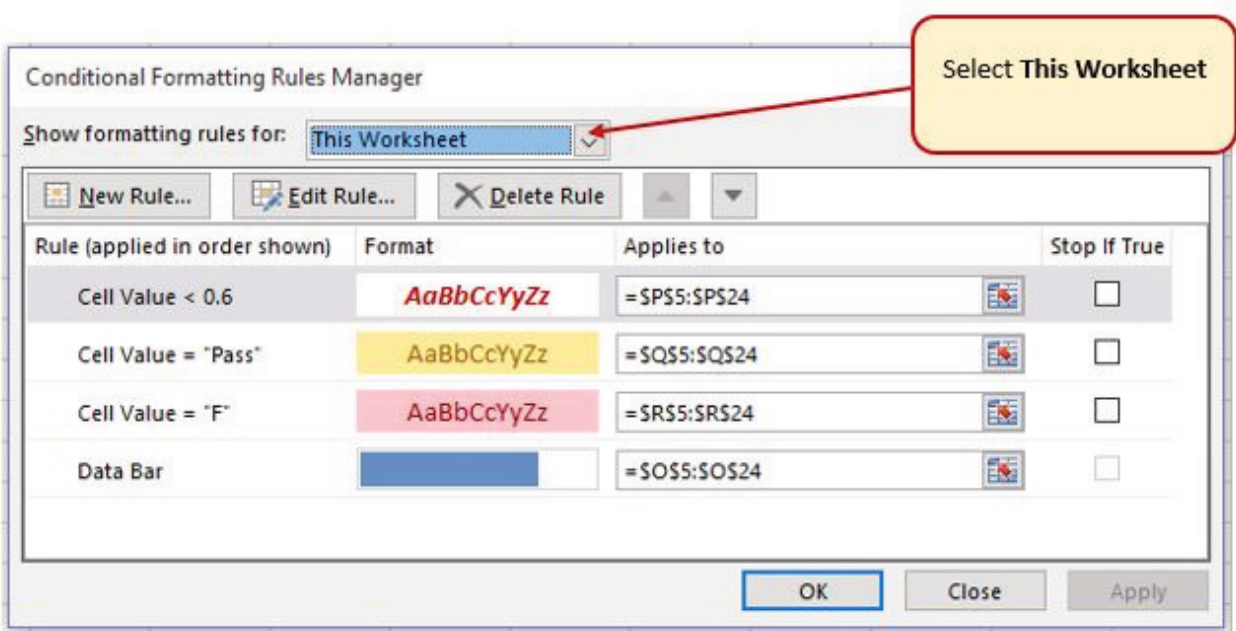 Select This Worksheet
Conditional Formatting Rules Manager
Show formatting rules for: This Worksheet
New Rule... Edit Rule... Delete Rule
Rule (applied in order shown) Format Applies to Stop If True
Cell Value < 0.6 AaBbCcYyZz =$P$5:$P$24
Cell Value = "Pass" AaBbCcYyZz =$Q$5:$Q$24
Cell Value = "F" AaBbCcYyZz =$R$5:$R$24
Data Bar =$O$5:$O$24
OK Close Apply